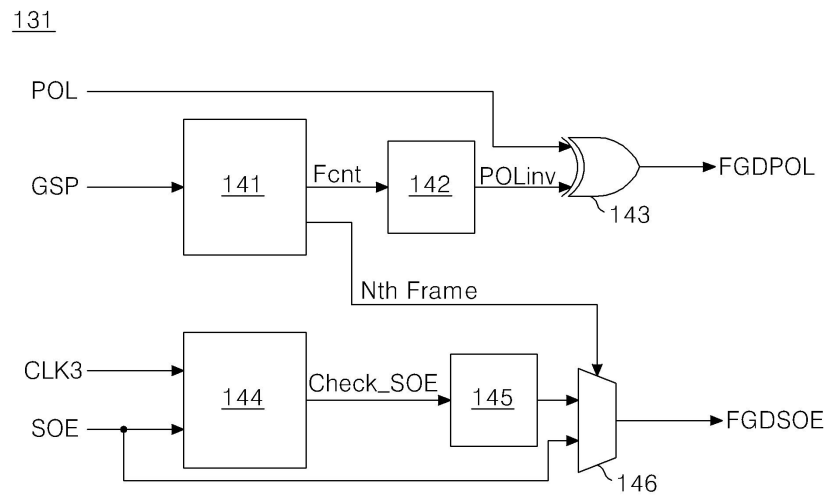 131
POL
GSP
141
Fcnt
142
POLinv
143
FGDPOL
Nth Frame
CLK3
SOE
144
Check_SOE
145
146
FGDSOE